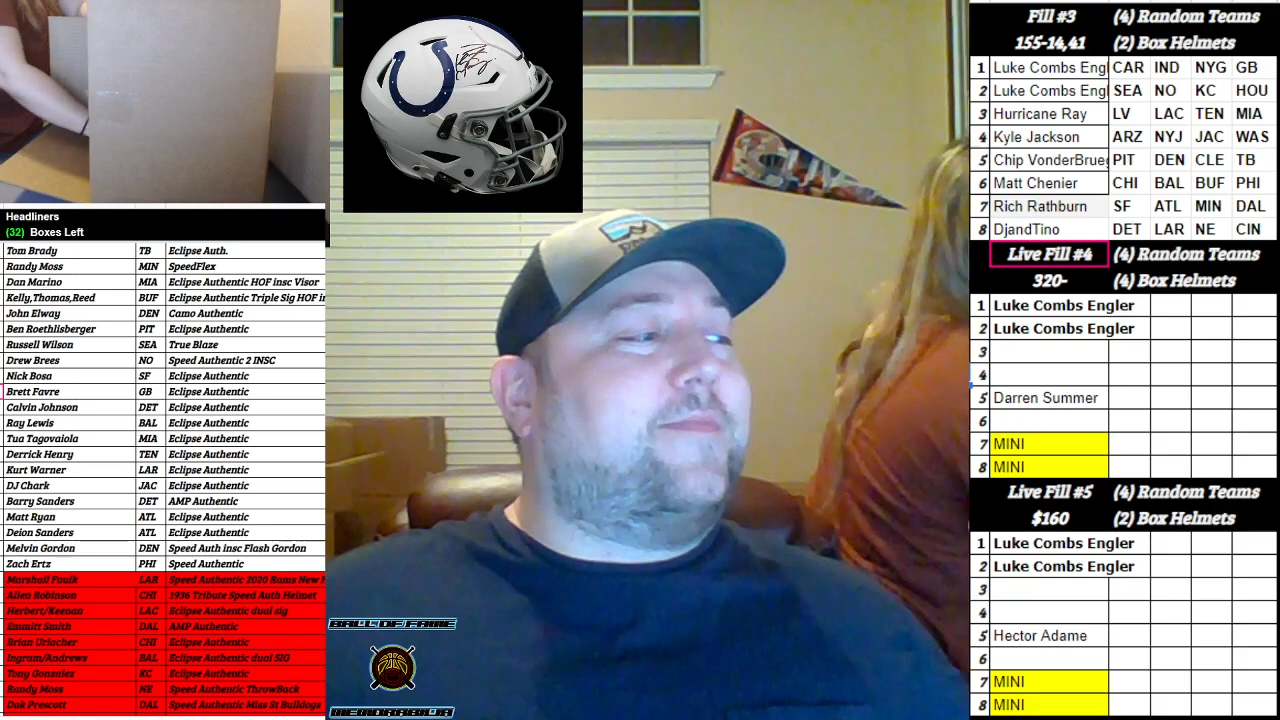 Headliners
(32) Boxes Left
Tom Brady TB Eclipse Auth.
Randy Moss MIN SpeedFlex
Dan Marino MIA Eclipse Authentic HOF insc Visor
Kelly,Thomas,Reed BUF Eclipse Authentic Triple Sig HOF
John Elway DEN Camo Authentic
Ben Roethlisberger PIT Eclipse Authentic
Russell Wilson SEA True Blaze
Drew Brees NO Speed Authentic 2 INSC
Nick Bosa SF Eclipse Authentic
Brett Favre GB Eclipse Authentic
Calvin Johnson DET Eclipse Authentic
Ray Lewis BAL Eclipse Authentic
Tua Tagovaiola MIA Eclipse Authentic
Derrick Henry TEN Eclipse Authentic
Kurt Warner LAR Eclipse Authentic
DJ Chark JAC Eclipse Authentic
Barry Sanders DET AMP Authentic
Matt Ryan ATL Eclipse Authentic
Deion Sanders ATL Eclipse Authentic
Melvin Gordon DEN Speed Auth insc Flash Gordon
Zach Ertz PHI Speed Authentic
Marshall Faulk LAR Speed Authentic 2020 Rams New
Allen Robinson CHI 1936 Tribute Speed Auth Helmet
Herbert/Keenan LAC Eclipse Authentic dual sig
Emmitt Smith DAL AMP Authentic
Brian Urlacher CHI Eclipse Authentic
Ingram/Andrews BAL Eclipse Authentic dual SIG
Tony Gonzalez KC Eclipse Authentic
Randy Moss NE Speed Authentic ThrowBack
Dak Prescott DAL Speed Authentic Miss St Bulldogs
BALL OF FAME
MEMORABILIA
Fill #3 (4) Random Teams
155-14,41 (2) Box Helmets
1 Luke Combs Engl CAR IND NYG GB
2 Luke Combs Engl SEA NO KC HOU
3 Hurricane Ray LV LAC TEN MIA
4 Kyle Jackson ARZ NYJ JAC WAS
5 Chip VonderBrueg PIT DEN CLE TB
6 Matt Chenier CHI BAL BUF PHI
7 Rich Rathburn SF ATL MIN DAL
8 DjandTino DET LAR NE CIN
Live Fill #4 (4) Random Teams
320- (4) Box Helmets
1 Luke Combs Engler
2 Luke Combs Engler
3
4
5 Darren Summer
6
7 MINI
8 MINI
Live Fill #5 (4) Random Teams
$160 (2) Box Helmets
1 Luke Combs Engler
2 Luke Combs Engler
3
4
5 Hector Adame
6
7 MINI
8 MINI